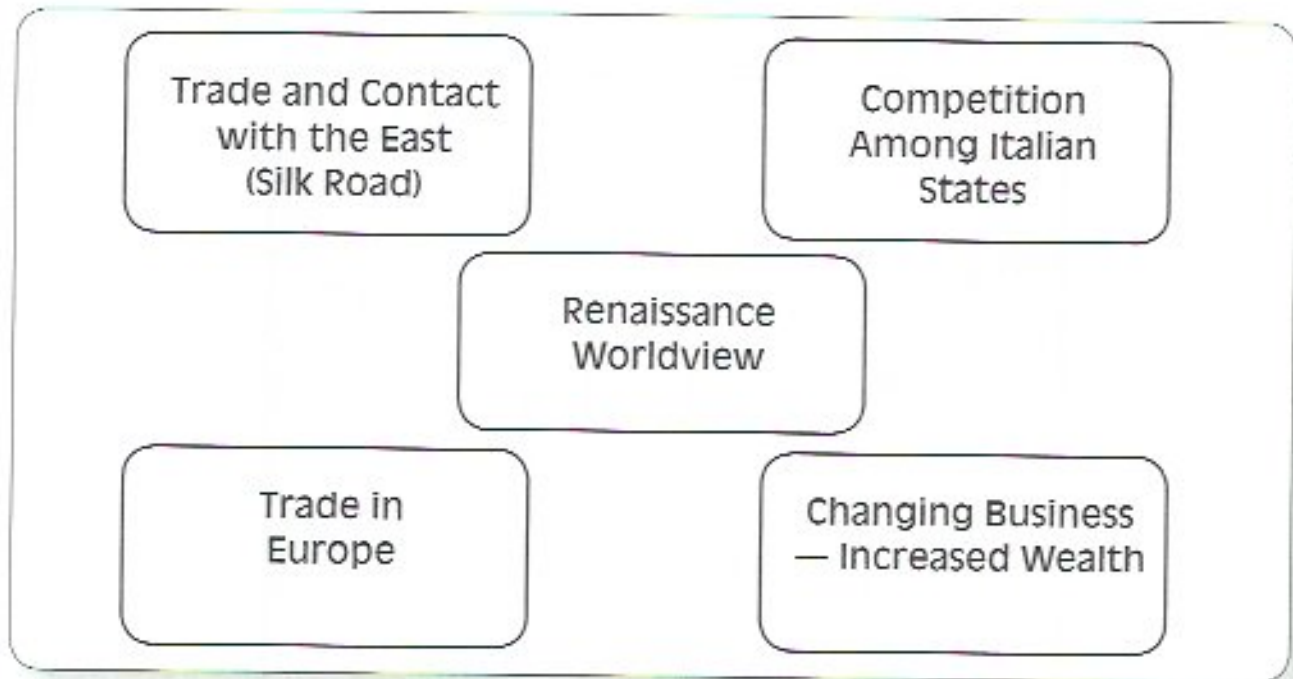 Trade and Contact
with the East
(Silk Road)
Competition
Among Italian
States
Renaissance
Worldview
Trade in
Europe
Changing Business
— Increased Wealth